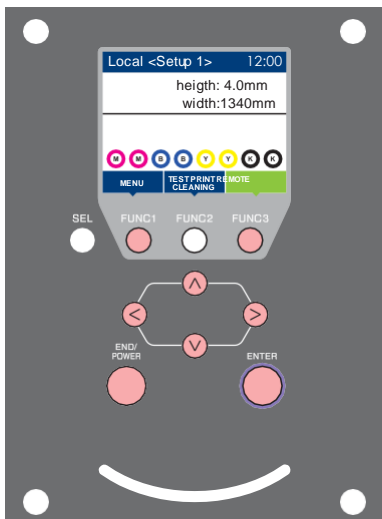 Local <Setup 1> 12:00
heigth: 4.0mm
width:1340mm
M M B B Y Y K K
MENU TEST PRINT REMOTE
CLEANING
SEL FUNC1 FUNC2 FUNC3
END/
POWER
ENTER